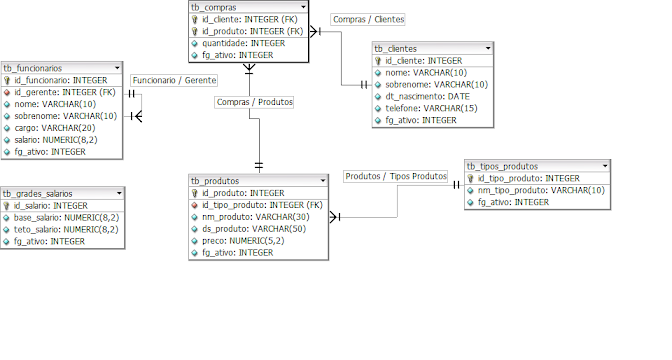 tb_compras
id_cliente: INTEGER (FK)
id_produto: INTEGER (FK)
quantidade: INTEGER
fg_ativo: INTEGER
Compras / Clientes
tb_clientes
id_cliente: INTEGER
nome: VARCHAR(10)
sobrenome: VARCHAR(10)
dt_nascimento: DATE
telefone: VARCHAR(15)
fg_ativo: INTEGER
tb_funcionarios
id_funcionario: INTEGER
id_gerente: INTEGER (FK)
nome: VARCHAR(10)
sobrenome: VARCHAR(10)
cargo: VARCHAR(20)
salario: NUMERIC(8,2)
fg_ativo: INTEGER
Funcionario / Gerente
Compras / Produtos
tb_grades_salarios
id_salario: INTEGER
base_salario: NUMERIC(8,2)
teto_salario: NUMERIC(8,2)
fg_ativo: INTEGER
tb_produtos
id_produto: INTEGER
id_tipo_produto: INTEGER (FK)
nm_produto: VARCHAR(30)
ds_produto: VARCHAR(50)
preco: NUMERIC(5,2)
fg_ativo: INTEGER
Produtos / Tipos Produtos
tb_tipos_produtos
id_tipo_produto: INTEGER
nm_tipo_produto: VARCHAR(10)
fg_ativo: INTEGER